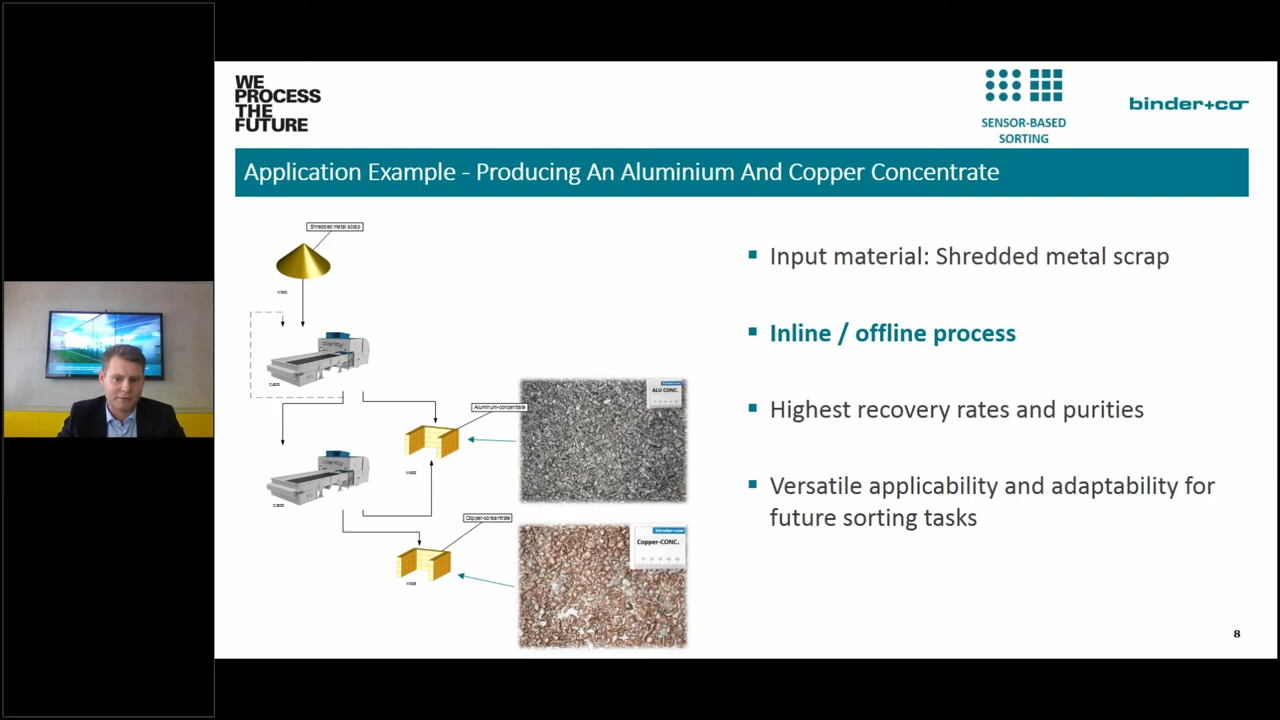 WE
PROCESS
THE
FUTURE
SENSOR-BASED
SORTING
binder+co
Application Example - Producing An Aluminium And Copper Concentrate
Shredded metal scrap
clarity
Aluminium-concentrate
ALU CONC.
clarity
Copper-concentrate
Copper-CONC.
▪ Input material: Shredded metal scrap
▪ Inline / offline process
▪ Highest recovery rates and purities
▪ Versatile applicability and adaptability for
future sorting tasks
8